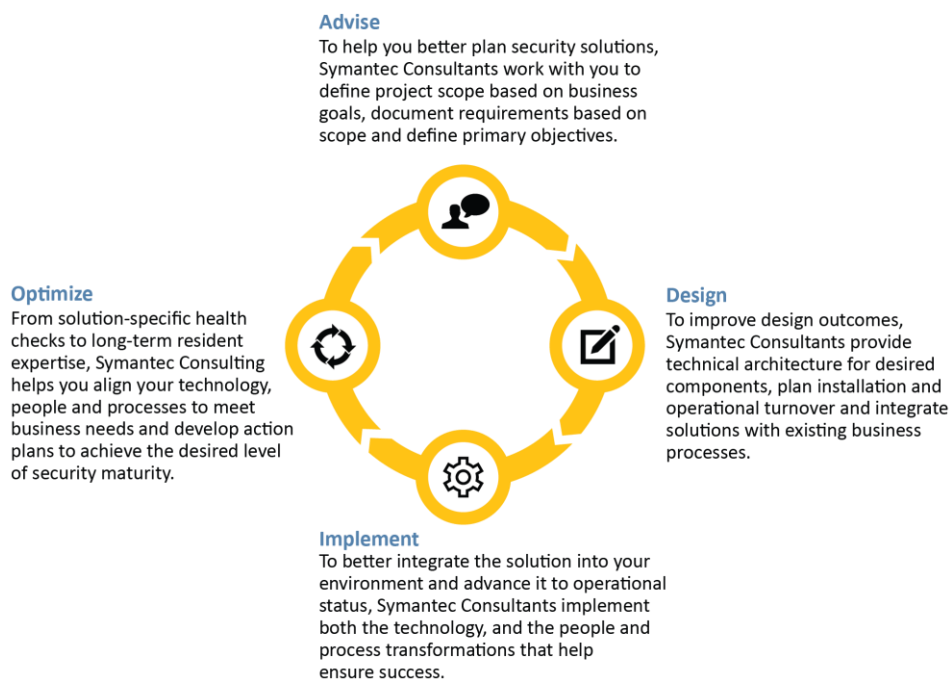 Advise
To help you better plan security solutions,
Symantec Consultants work with you to
define project scope based on business
goals, document requirements based on
scope and define primary objectives.
Optimize
From solution-specific health
checks to long-term resident
expertise, Symantec Consulting
helps you align your technology,
people and processes to meet
business needs and develop action
plans to achieve the desired level
of security maturity.
Design
To improve design outcomes,
Symantec Consultants provide
technical architecture for desired
components, plan installation and
operational turnover and integrate
solutions with existing business
processes.
Implement
To better integrate the solution into your
environment and advance it to operational
status, Symantec Consultants implement
both the technology, and the people and
process transformations that help
ensure success.